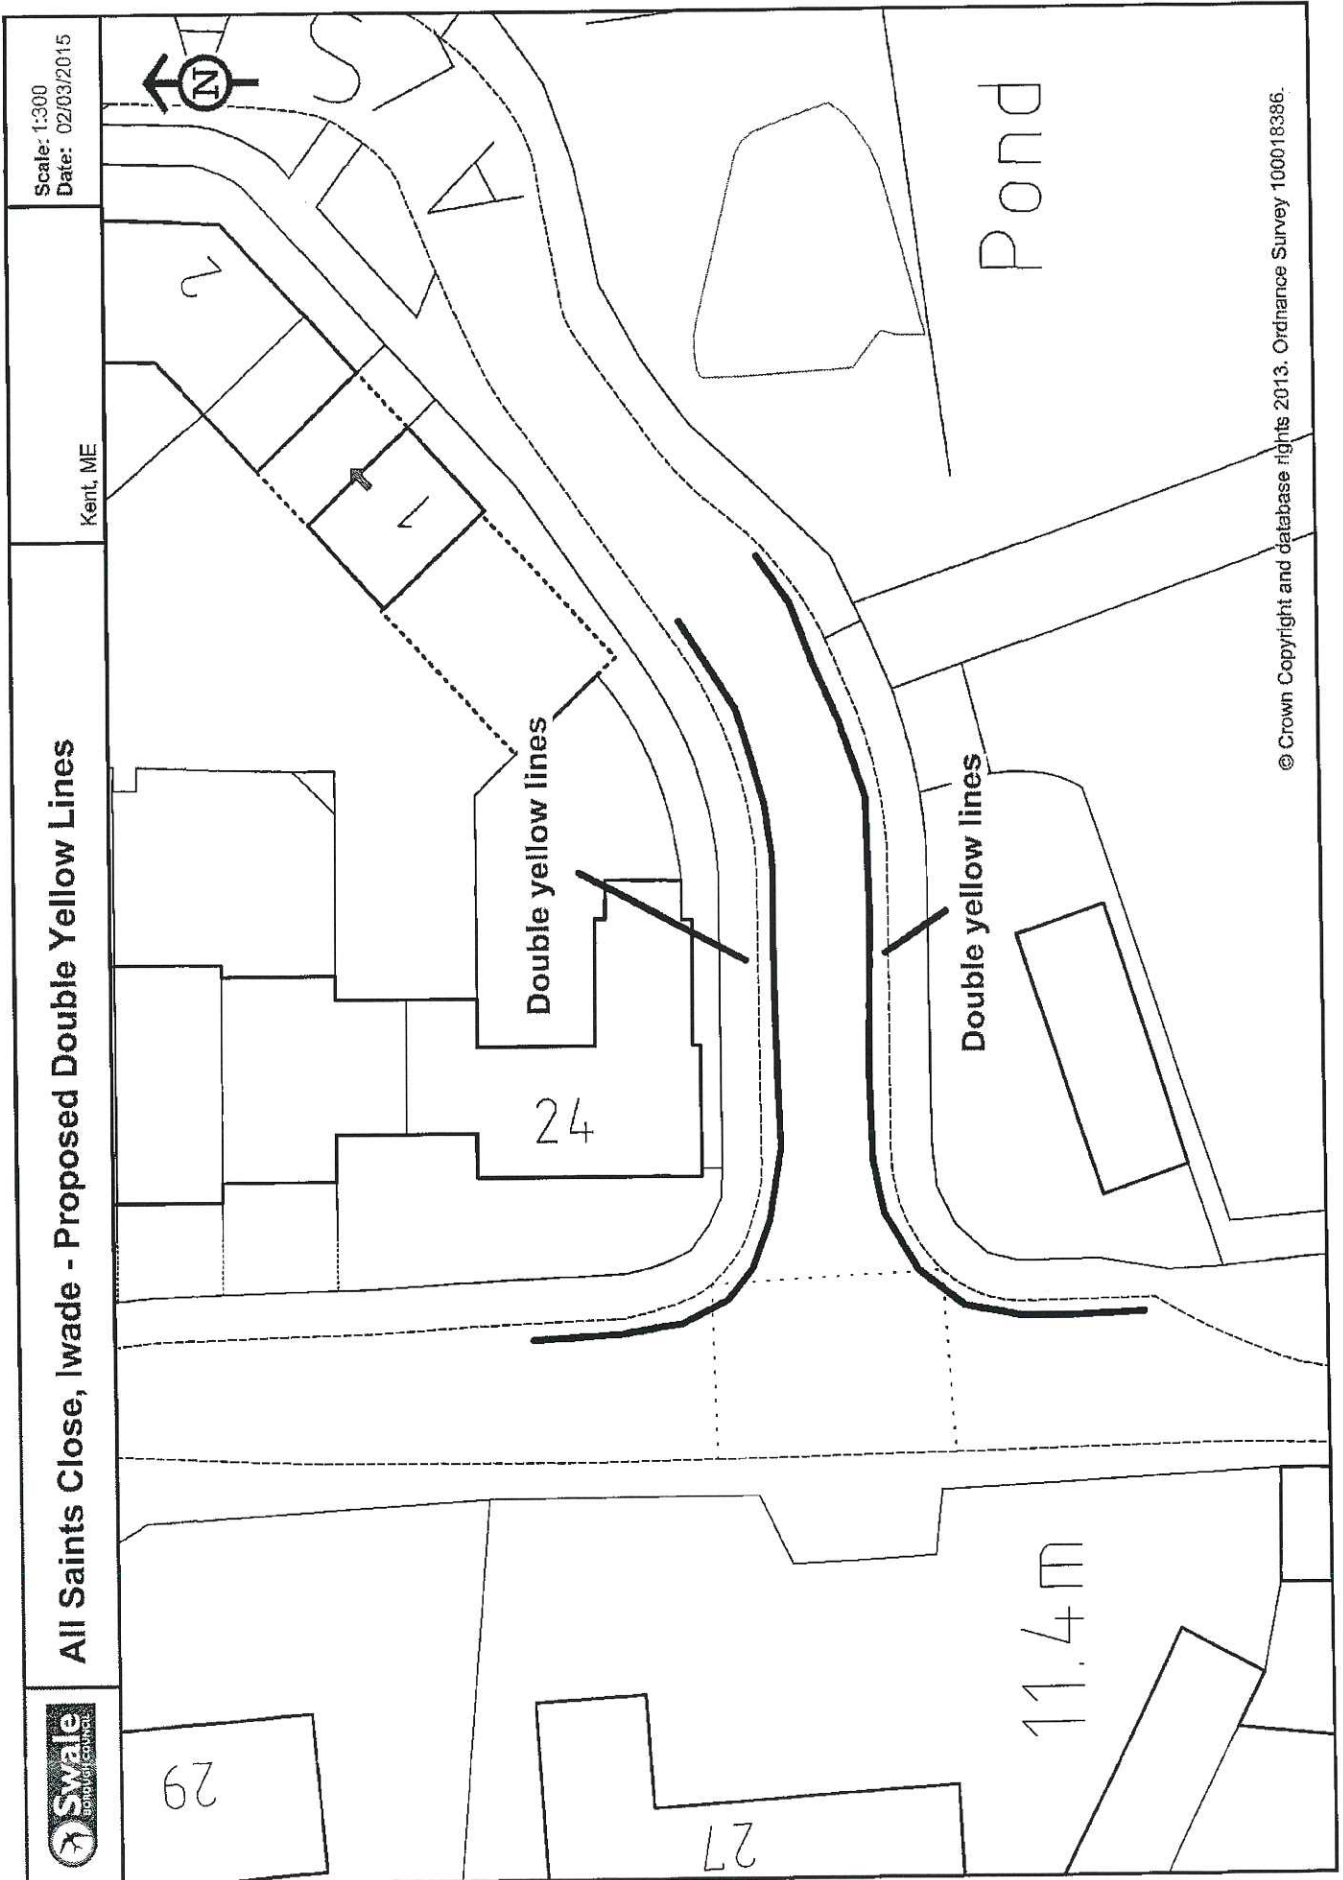 Swale
BOROUGH COUNCIL
All Saints Close, Iwade - Proposed Double Yellow Lines
Kent, ME
Scale: 1:300
Date: 02/03/2015
N
29
27
24
1
2
Double yellow lines
Double yellow lines
A
L
S
Pond
11.4m
© Crown Copyright and database rights 2013. Ordnance Survey 100018386.